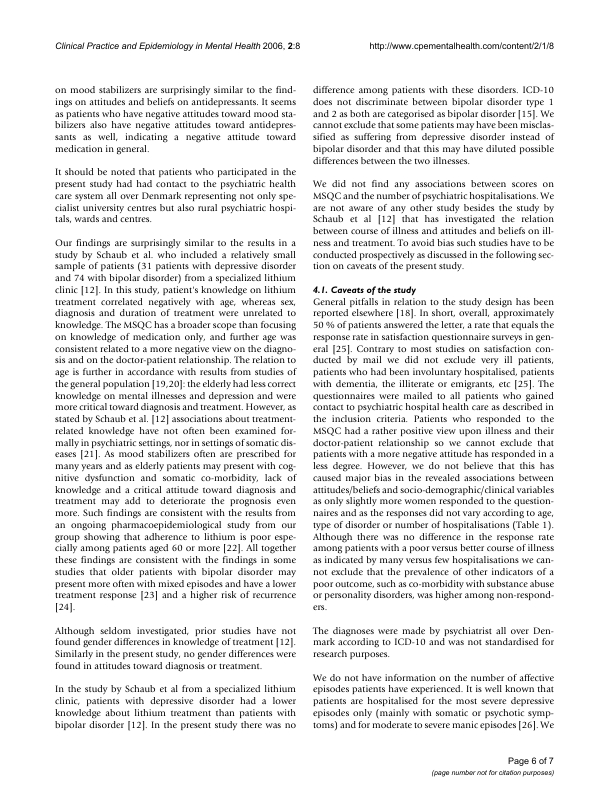 Clinical Practice and Epidemiology in Mental Health 2006, 2:8
http://www.cpementalhealth.com/content/2/1/8
on mood stabilizers are surprisingly similar to the find-
ings on attitudes and beliefs on antidepressants. It seems
as patients who have negative attitudes toward mood sta-
bilizers also have negative attitudes toward antidepres-
sants as well, indicating a negative attitude toward
medication in general.
It should be noted that patients who participated in the
present study had had contact to the psychiatric health
care system all over Denmark representing not only spe-
cialist university centres but also rural psychiatric hospi-
tals, wards and centres.
Our findings are surprisingly similar to the results in a
study by Schaub et al. who included a relatively small
sample of patients (31 patients with depressive disorder
and 74 with bipolar disorder) from a specialized lithium
clinic [12]. In this study, patient's knowledge on lithium
treatment correlated negatively with age, whereas sex,
diagnosis and duration of treatment were unrelated to
knowledge. The MSQC has a broader scope than focusing
on knowledge of medication only, and further age was
consistent related to a more negative view on the diagno-
sis and on the doctor-patient relationship. The relation to
age is further in accordance with results from studies of
the general population [19,20]: the elderly had less correct
knowledge on mental illnesses and depression and were
more critical toward diagnosis and treatment. However, as
stated by Schaub et al. [12] associations about treatment-
related knowledge have not often been examined for-
mally in psychiatric settings, nor in settings of somatic dis-
eases [21]. As mood stabilizers often are prescribed for
many years and as elderly patients may present with cog-
nitive dysfunction and somatic co-morbidity, lack of
knowledge and a critical attitude toward diagnosis and
treatment may add to deteriorate the prognosis even
more. Such findings are consistent with the results from
an ongoing pharmacoepidemiological study from our
group showing that adherence to lithium is poor espe-
cially among patients aged 60 or more [22]. All together
these findings are consistent with the findings in some
studies that older patients with bipolar disorder may
present more often with mixed episodes and have a lower
treatment response [23] and a higher risk of recurrence
[24].
Although seldom investigated, prior studies have not
found gender differences in knowledge of treatment [12].
Similarly in the present study, no gender differences were
found in attitudes toward diagnosis or treatment.
In the study by Schaub et al from a specialized lithium
clinic, patients with depressive disorder had a lower
knowledge about lithium treatment than patients with
bipolar disorder [12]. In the present study there was no
difference among patients with these disorders. ICD-10
does not discriminate between bipolar disorder type 1
and 2 as both are categorised as bipolar disorder [15]. We
cannot exclude that some patients may have been misclas-
sified as suffering from depressive disorder instead of
bipolar disorder and that this may have diluted possible
differences between the two illnesses.
We did not find any associations between scores on
MSQC and the number of psychiatric hospitalisations. We
are not aware of any other study besides the study by
Schaub et al [12] that has investigated the relation
between course of illness and attitudes and beliefs on ill-
ness and treatment. To avoid bias such studies have to be
conducted prospectively as discussed in the following sec-
tion on caveats of the present study.
4.1. Caveats of the study
General pitfalls in relation to the study design has been
reported elsewhere [18]. In short, overall, approximately
50 % of patients answered the letter, a rate that equals the
response rate in satisfaction questionnaire surveys in gen-
eral [25]. Contrary to most studies on satisfaction con-
ducted by mail we did not exclude very ill patients,
patients who had been involuntary hospitalised, patients
with dementia, the illiterate or emigrants, etc [25]. The
questionnaires were mailed to all patients who gained
contact to psychiatric hospital health care as described in
the inclusion criteria. Patients who responded to the
MSQC had a rather positive view upon illness and their
doctor-patient relationship so we cannot exclude that
patients with a more negative attitude has responded in a
less degree. However, we do not believe that this has
caused major bias in the revealed associations between
attitudes/beliefs and socio-demographic/clinical variables
as only slightly more women responded to the question-
naires and as the responses did not vary according to age,
type of disorder or number of hospitalisations (Table 1).
Although there was no difference in the response rate
among patients with a poor versus better course of illness
as indicated by many versus few hospitalisations we can-
not exclude that the prevalence of other indicators of a
poor outcome, such as co-morbidity with substance abuse
or personality disorders, was higher among non-respond-
ers.
The diagnoses were made by psychiatrist all over Den-
mark according to ICD-10 and was not standardised for
research purposes.
We do not have information on the number of affective
episodes patients have experienced. It is well known that
patients are hospitalised for the most severe depressive
episodes only (mainly with somatic or psychotic symp-
toms) and for moderate to severe manic episodes [26]. We
Page 6 of 7
(page number not for citation purposes)